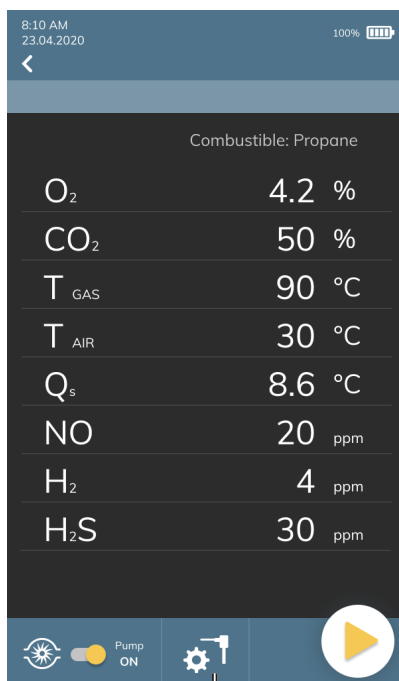 8:10 AM
100%
23.04.2020
Combustible: Propane
O₂ 4.2 %
CO₂ 50 %
T GAS 90 °C
T AIR 30 °C
Qs 8.6 °C
NO 20 ppm
H₂ 4 ppm
H₂S 30 ppm
Pump
ON